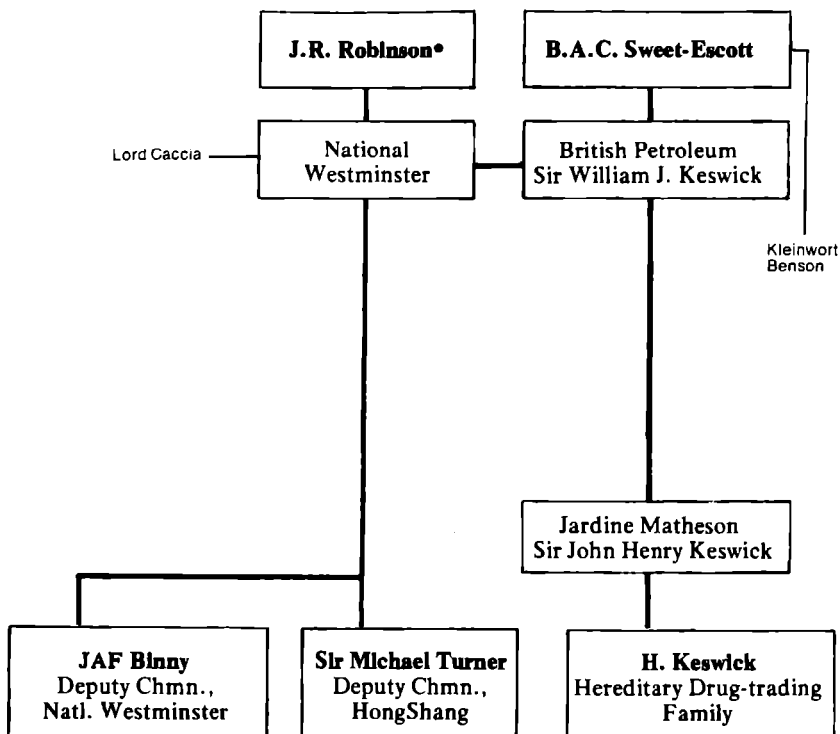 J.R. Robinson*
B.A.C. Sweet-Escott
Lord Caccia
National
Westminster
British Petroleum
Sir William J. Keswick
Kleinwort
Benson
Jardine Matheson
Sir John Henry Keswick
JAF Binny
Deputy Chmn.,
Natl. Westminster
Sir Michael Turner
Deputy Chmn.,
HongShang
H. Keswick
Hereditary Drug-trading
Family